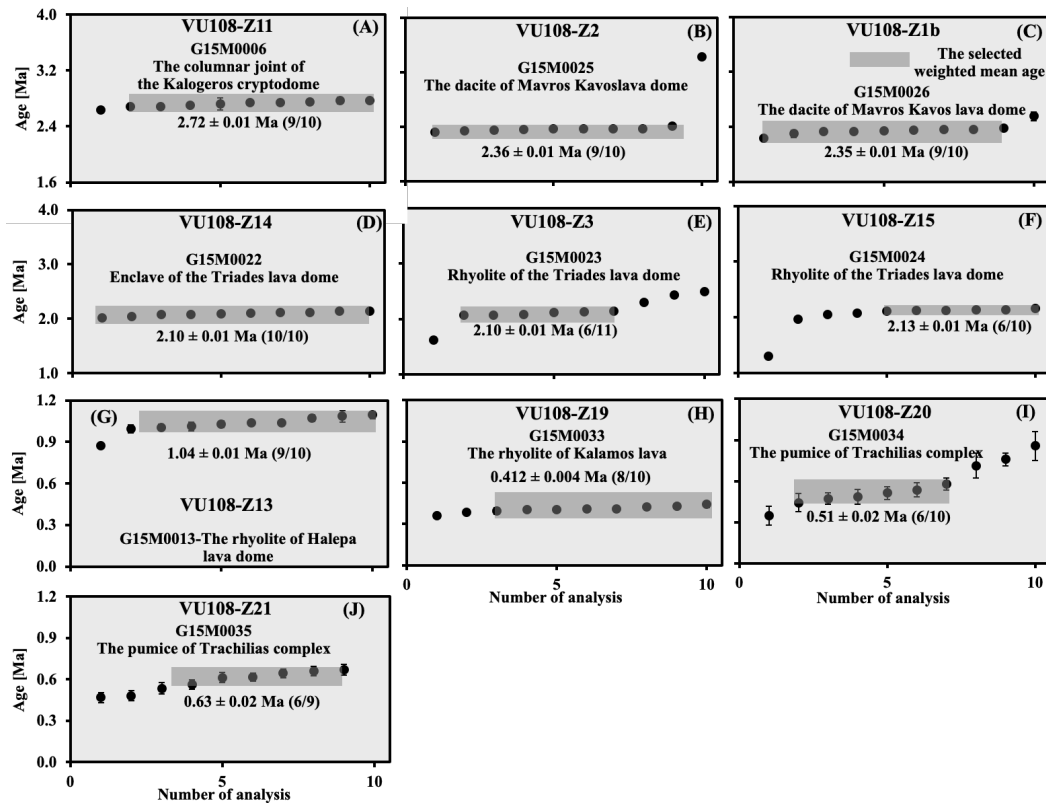 VU108-Z11 (A)
G15M0006
The columnar joint of
the Kalogeros cryptodome
2.72 ± 0.01 Ma (9/10)
Age [Ma]
4.0
3.2
2.4
1.6
VU108-Z2
(B)
G15M0025
The dacite of Mavros Kavoslava dome
2.36 ± 0.01 Ma (9/10)
VU108-Z1b
(C)
The selected
weighted mean age
G15M0026
The dacite of Mavros Kavos lava dome
2.35 ± 0.01 Ma (9/10)
VU108-Z14 (D)
G15M0022
Enclave of the Triades lava dome
2.10 ± 0.01 Ma (10/10)
Age [Ma]
4.0
3.0
2.0
1.0
VU108-Z3 (E)
G15M0023
Rhyolite of the Triades lava dome
2.10 ± 0.01 Ma (6/11)
VU108-Z15 (F)
G15M0024
Rhyolite of the Triades lava dome
2.13 ± 0.01 Ma (6/10)
(G)
1.04 ± 0.01 Ma (9/10)
VU108-Z13
G15M0013-The rhyolite of Halepa
lava dome
Age [Ma]
1.2
0.9
0.6
0.3
0.0
VU108-Z19 (H)
G15M0033
The rhyolite of Kalamos lava
0.412 ± 0.004 Ma (8/10)
0 5 10
Number of analysis
VU108-Z20 (I)
G15M0034
The pumice of Trachilias complex
0.51 ± 0.02 Ma (6/10)
0 5 10
Number of analysis
VU108-Z21 (J)
G15M0035
The pumice of Trachilias complex
0.63 ± 0.02 Ma (6/9)
Age [Ma]
1.2
0.9
0.6
0.3
0.0
0 5 10
Number of analysis